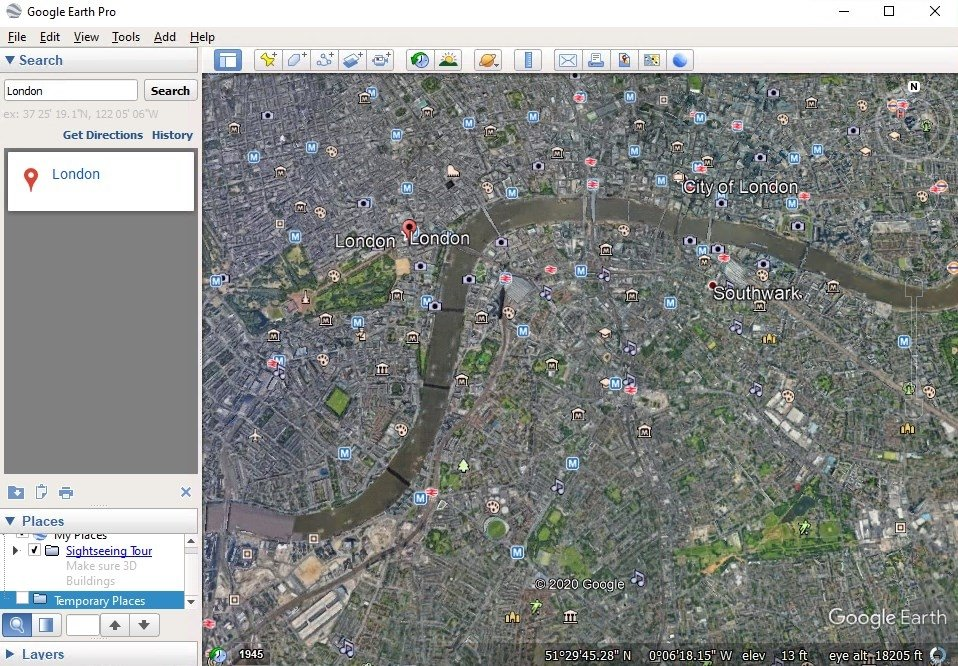 Google Earth Pro
File Edit View Tools Add Help
Search
London
Search
ex: 37 25' 19.1"N, 122 05' 06"W
Get Directions History
London
Places
My Places
Sightseeing Tour
Make sure 3D
Buildings
Temporary Places
Layers
N
City of London
London
London
Southwark
© 2020 Google
Google Earth
1945
51°29'45.28" N 0°06'18.15" W elev 13 ft eye alt 18205 ft